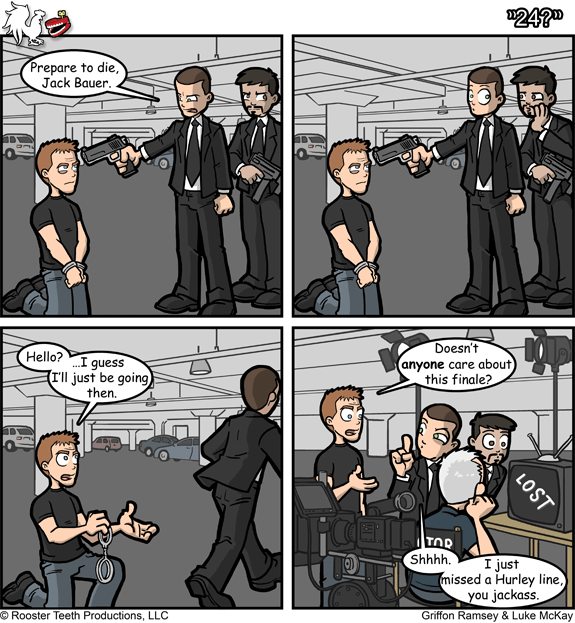 "24?"
Prepare to die,
Jack Bauer.
Hello?
...I guess
I'll just be going
then.
Doesn't
anyone care about
this finale?
LOST
TOR
Shhhh.
I just
missed a Hurley line,
you jackass.
© Rooster Teeth Productions, LLC
Griffon Ramsey & Luke McKay